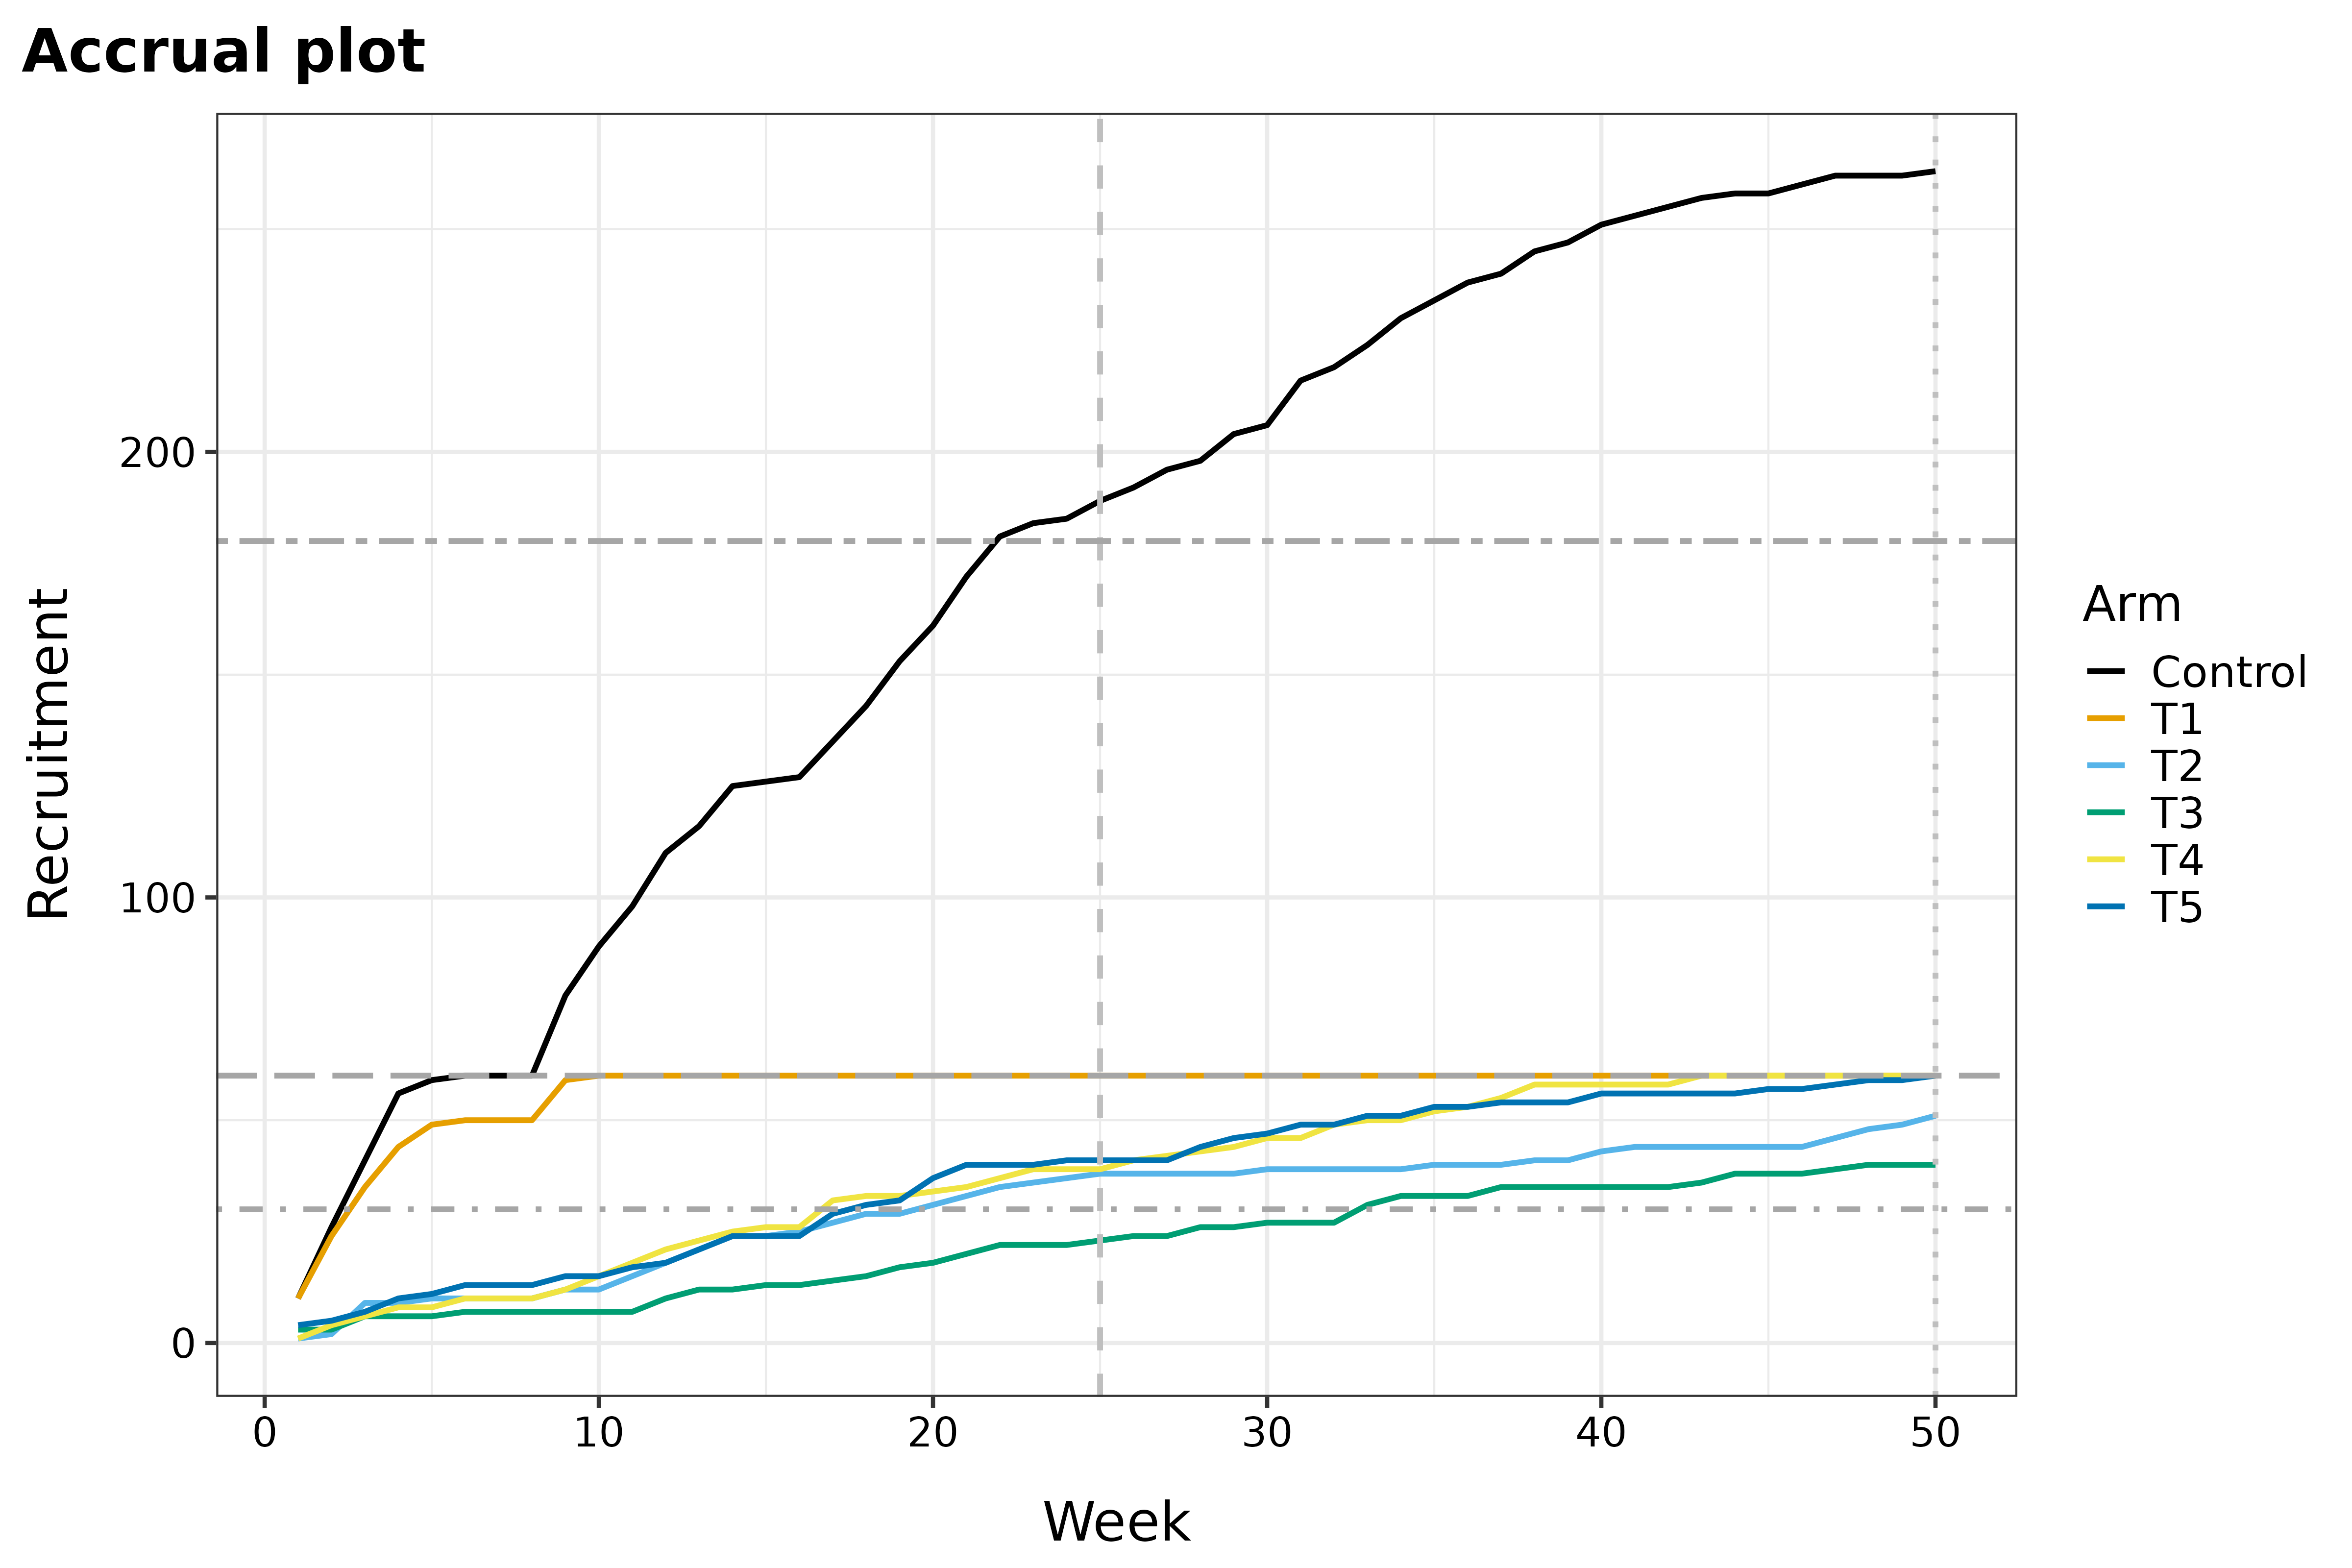 Accrual plot
Recruitment
200
100
0
0 10 20 30 40 50
Week
Arm
Control
T1
T2
T3
T4
T5